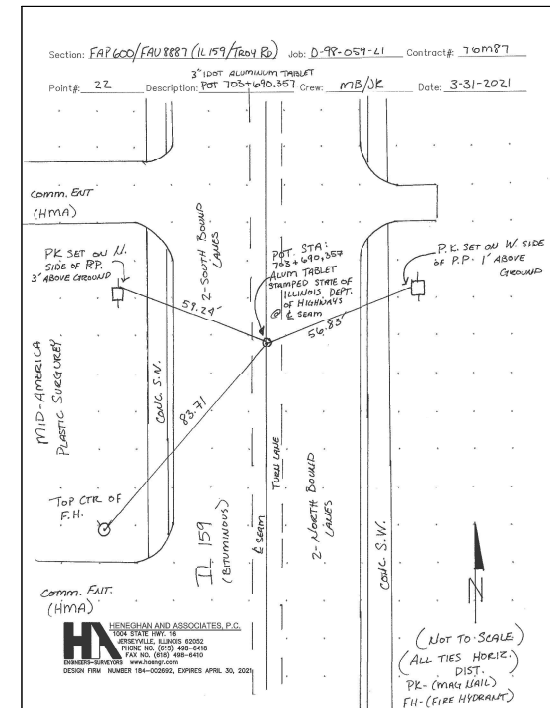 Section: FAP 600/FAU 8887 (IL 159/TROY RD) Job: D-98-059-21 Contract#: 76M87
3" IDOT ALUMINUM TABLET
Point#: 22 Description: POT 703+690.357 Crew: MB/JK Date: 3-31-2021
Comm. ENT
(HMA)
2-SOUTH BOUND
LANES
PK SET ON N.
SIDE OF P.P.
3' ABOVE GROUND
POT. STA:
703+690,357
ALUM TABLET
STAMPED STATE OF
ILLINOIS DEPT.
OF HIGHWAYS
@ ℄ SEAM
P.K. SET ON W. SIDE
OF P.P. 1' ABOVE
GROUND
59.24'
56.83'
MID-AMERICA
PLASTIC SURGUREY
CONC. S.W.
83.71
TURN LANE
TOP CTR OF
F.H.
IL 159
(BITUMINOUS)
℄ SEAM
2-NORTH BOUND
LANES
CONC. S.W.
Comm. ENT.
(HMA)
N
HA
HENEGHAN AND ASSOCIATES, P.C.
1004 STATE HWY. 16
JERSEYVILLE, ILLINOIS 62052
PHONE NO. (618) 498-6418
FAX NO. (618) 498-6410
ENGINEERS-SURVEYORS www.haengr.com
DESIGN FIRM NUMBER 184-002692, EXPIRES APRIL 30, 2021
(NOT TO SCALE)
(ALL TIES HORIZ.
DIST.)
PK-(MAG NAIL)
FH-(FIRE HYDRANT)